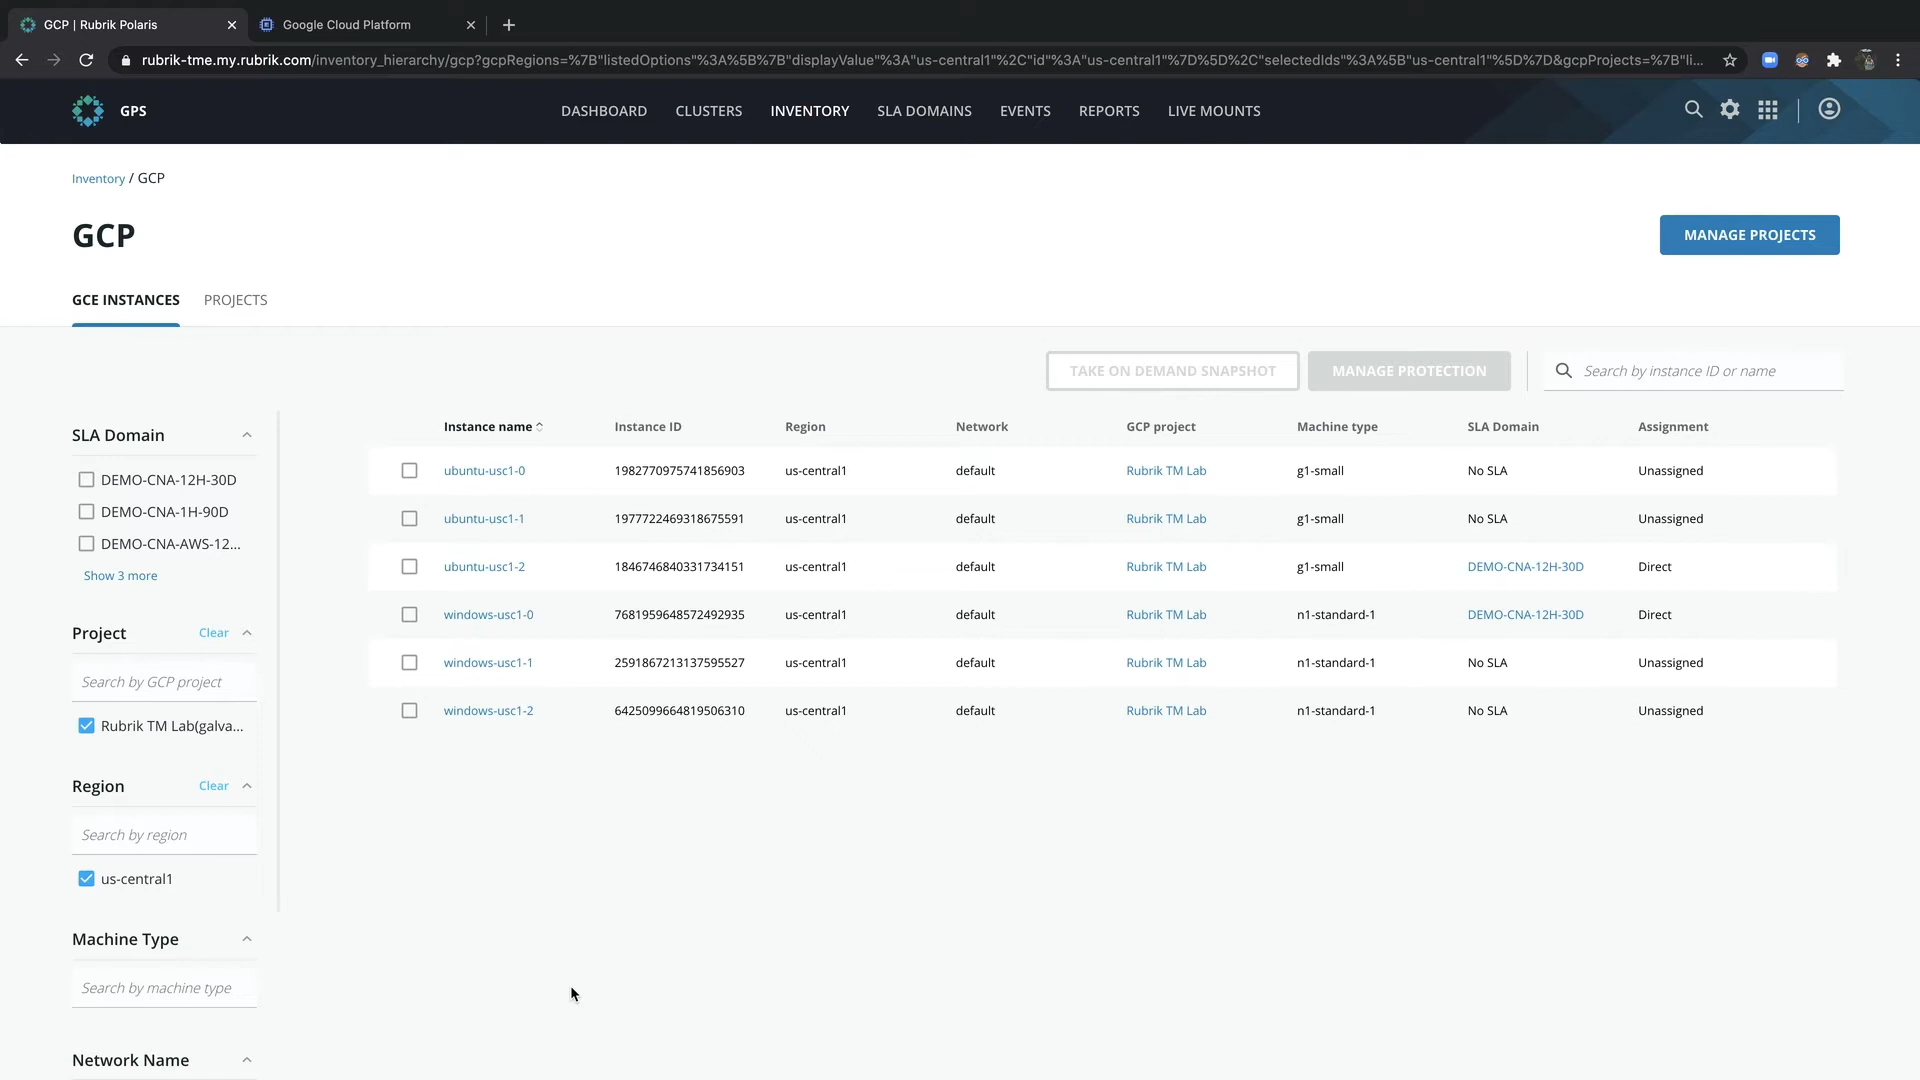 GCP | Rubrik Polaris
Google Cloud Platform
rubrik-tme.my.rubrik.com/inventory_hierarchy/gcp?gcpRegions=%7B"listedOptions"%3A%5B%7B"displayValue"%3A"us-central1"%2C"id"%3A"us-central1"%7D%5D%2C"selectedIds"%3A%5B"us-central1"%5D%7D&gcpProjects=%7B"li...
GPS
DASHBOARD CLUSTERS INVENTORY SLA DOMAINS EVENTS REPORTS LIVE MOUNTS
Inventory / GCP
GCP
MANAGE PROJECTS
GCE INSTANCES PROJECTS
TAKE ON DEMAND SNAPSHOT MANAGE PROTECTION Search by instance ID or name
SLA Domain
DEMO-CNA-12H-30D
DEMO-CNA-1H-90D
DEMO-CNA-AWS-12...
Show 3 more
Project Clear
Search by GCP project
Rubrik TM Lab(galva...
Region Clear
Search by region
us-central1
Machine Type
Search by machine type
Network Name
Instance name Instance ID Region Network GCP project Machine type SLA Domain Assignment
ubuntu-usc1-0 1982770975741856903 us-central1 default Rubrik TM Lab g1-small No SLA Unassigned
ubuntu-usc1-1 1977722469318675591 us-central1 default Rubrik TM Lab g1-small No SLA Unassigned
ubuntu-usc1-2 1846746840331734151 us-central1 default Rubrik TM Lab g1-small DEMO-CNA-12H-30D Direct
windows-usc1-0 7681959648572492935 us-central1 default Rubrik TM Lab n1-standard-1 DEMO-CNA-12H-30D Direct
windows-usc1-1 2591867213137595527 us-central1 default Rubrik TM Lab n1-standard-1 No SLA Unassigned
windows-usc1-2 6425099664819506310 us-central1 default Rubrik TM Lab n1-standard-1 No SLA Unassigned